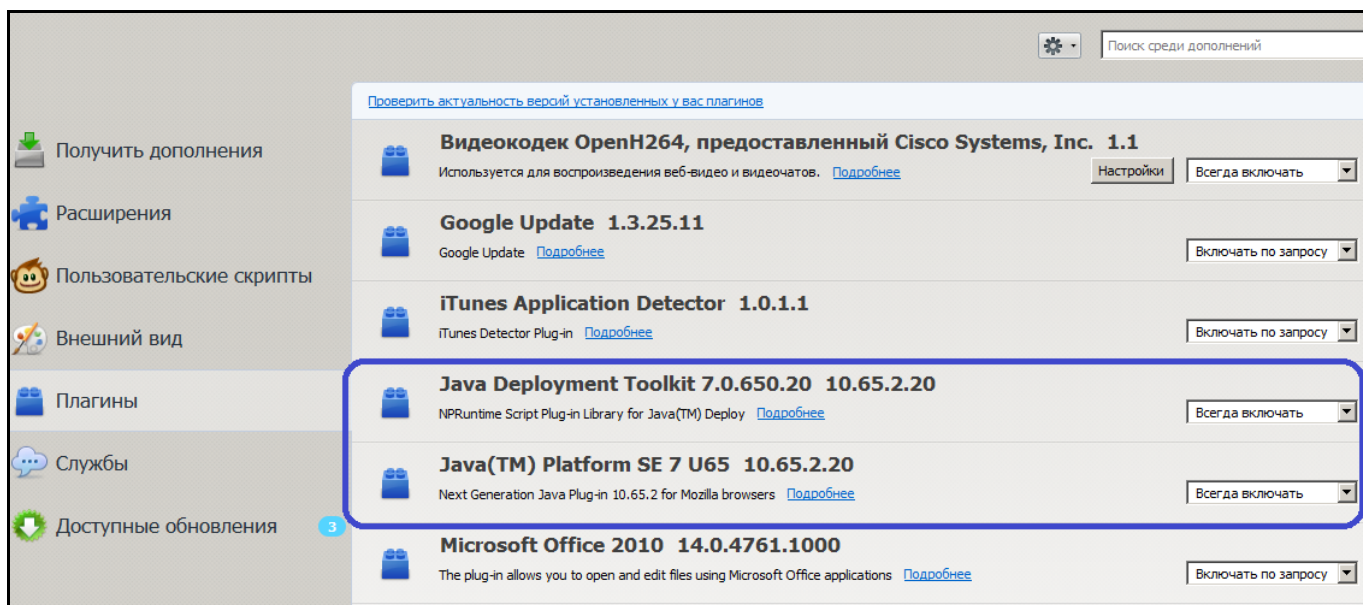 Поиск среди дополнений
Проверить актуальность версий установленных у вас плагинов
Получить дополнения
Расширения
Пользовательские скрипты
Внешний вид
Плагины
Службы
Доступные обновления 3
Видеокодек OpenH264, предоставленный Cisco Systems, Inc. 1.1
Используется для воспроизведения веб-видео и видеочатов. Подробнее Настройки Всегда включать
Google Update 1.3.25.11
Google Update Подробнее Включать по запросу
iTunes Application Detector 1.0.1.1
iTunes Detector Plug-in Подробнее Включать по запросу
Java Deployment Toolkit 7.0.650.20 10.65.2.20
NPRuntime Script Plug-in Library for Java(TM) Deploy Подробнее Всегда включать
Java(TM) Platform SE 7 U65 10.65.2.20
Next Generation Java Plug-in 10.65.2 for Mozilla browsers Подробнее Всегда включать
Microsoft Office 2010 14.0.4761.1000
The plug-in allows you to open and edit files using Microsoft Office applications Подробнее Включать по запросу